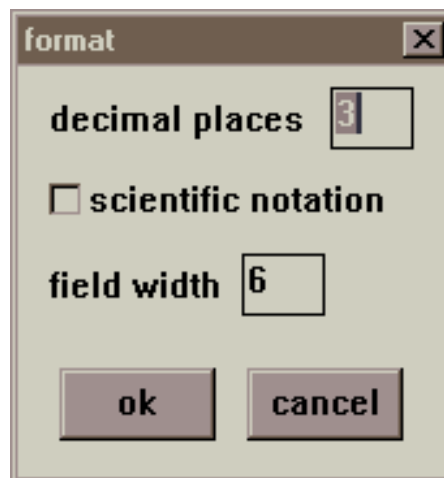 format
decimal places 3
scientific notation
field width 6
ok cancel